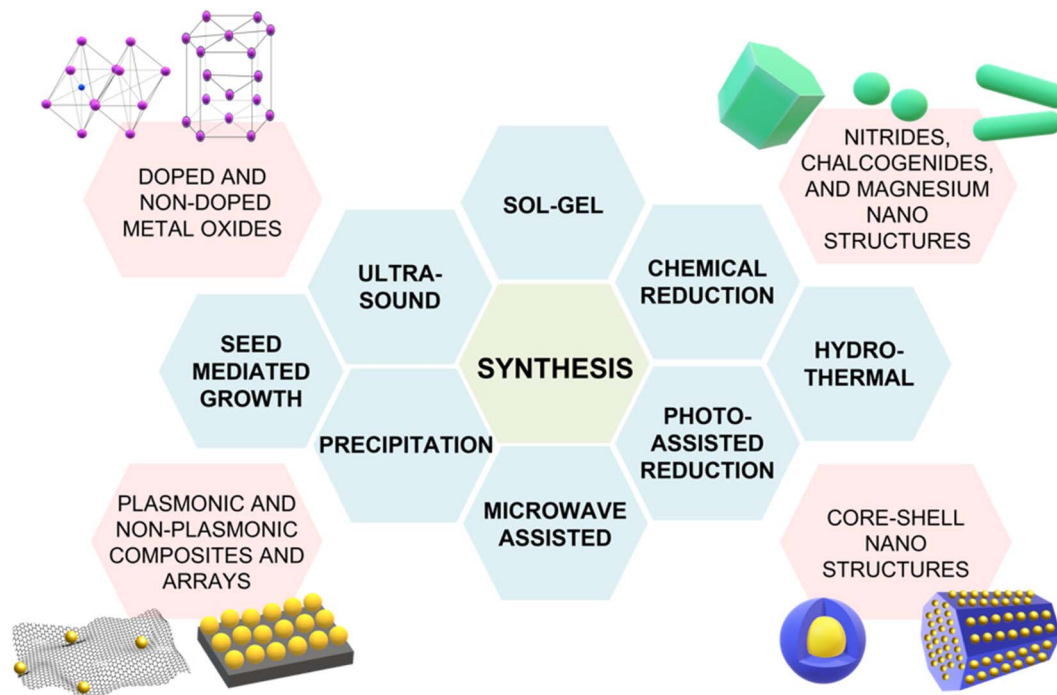 DOPED AND
NON-DOPED
METAL OXIDES
NITRIDES,
CHALCOGENIDES,
AND MAGNESIUM
NANO
STRUCTURES
SOL-GEL
ULTRA-
SOUND
CHEMICAL
REDUCTION
SEED
MEDIATED
GROWTH
SYNTHESIS
HYDRO-
THERMAL
PRECIPITATION
PHOTO-
ASSISTED
REDUCTION
MICROWAVE
ASSISTED
PLASMONIC AND
NON-PLASMONIC
COMPOSITES AND
ARRAYS
CORE-SHELL
NANO
STRUCTURES